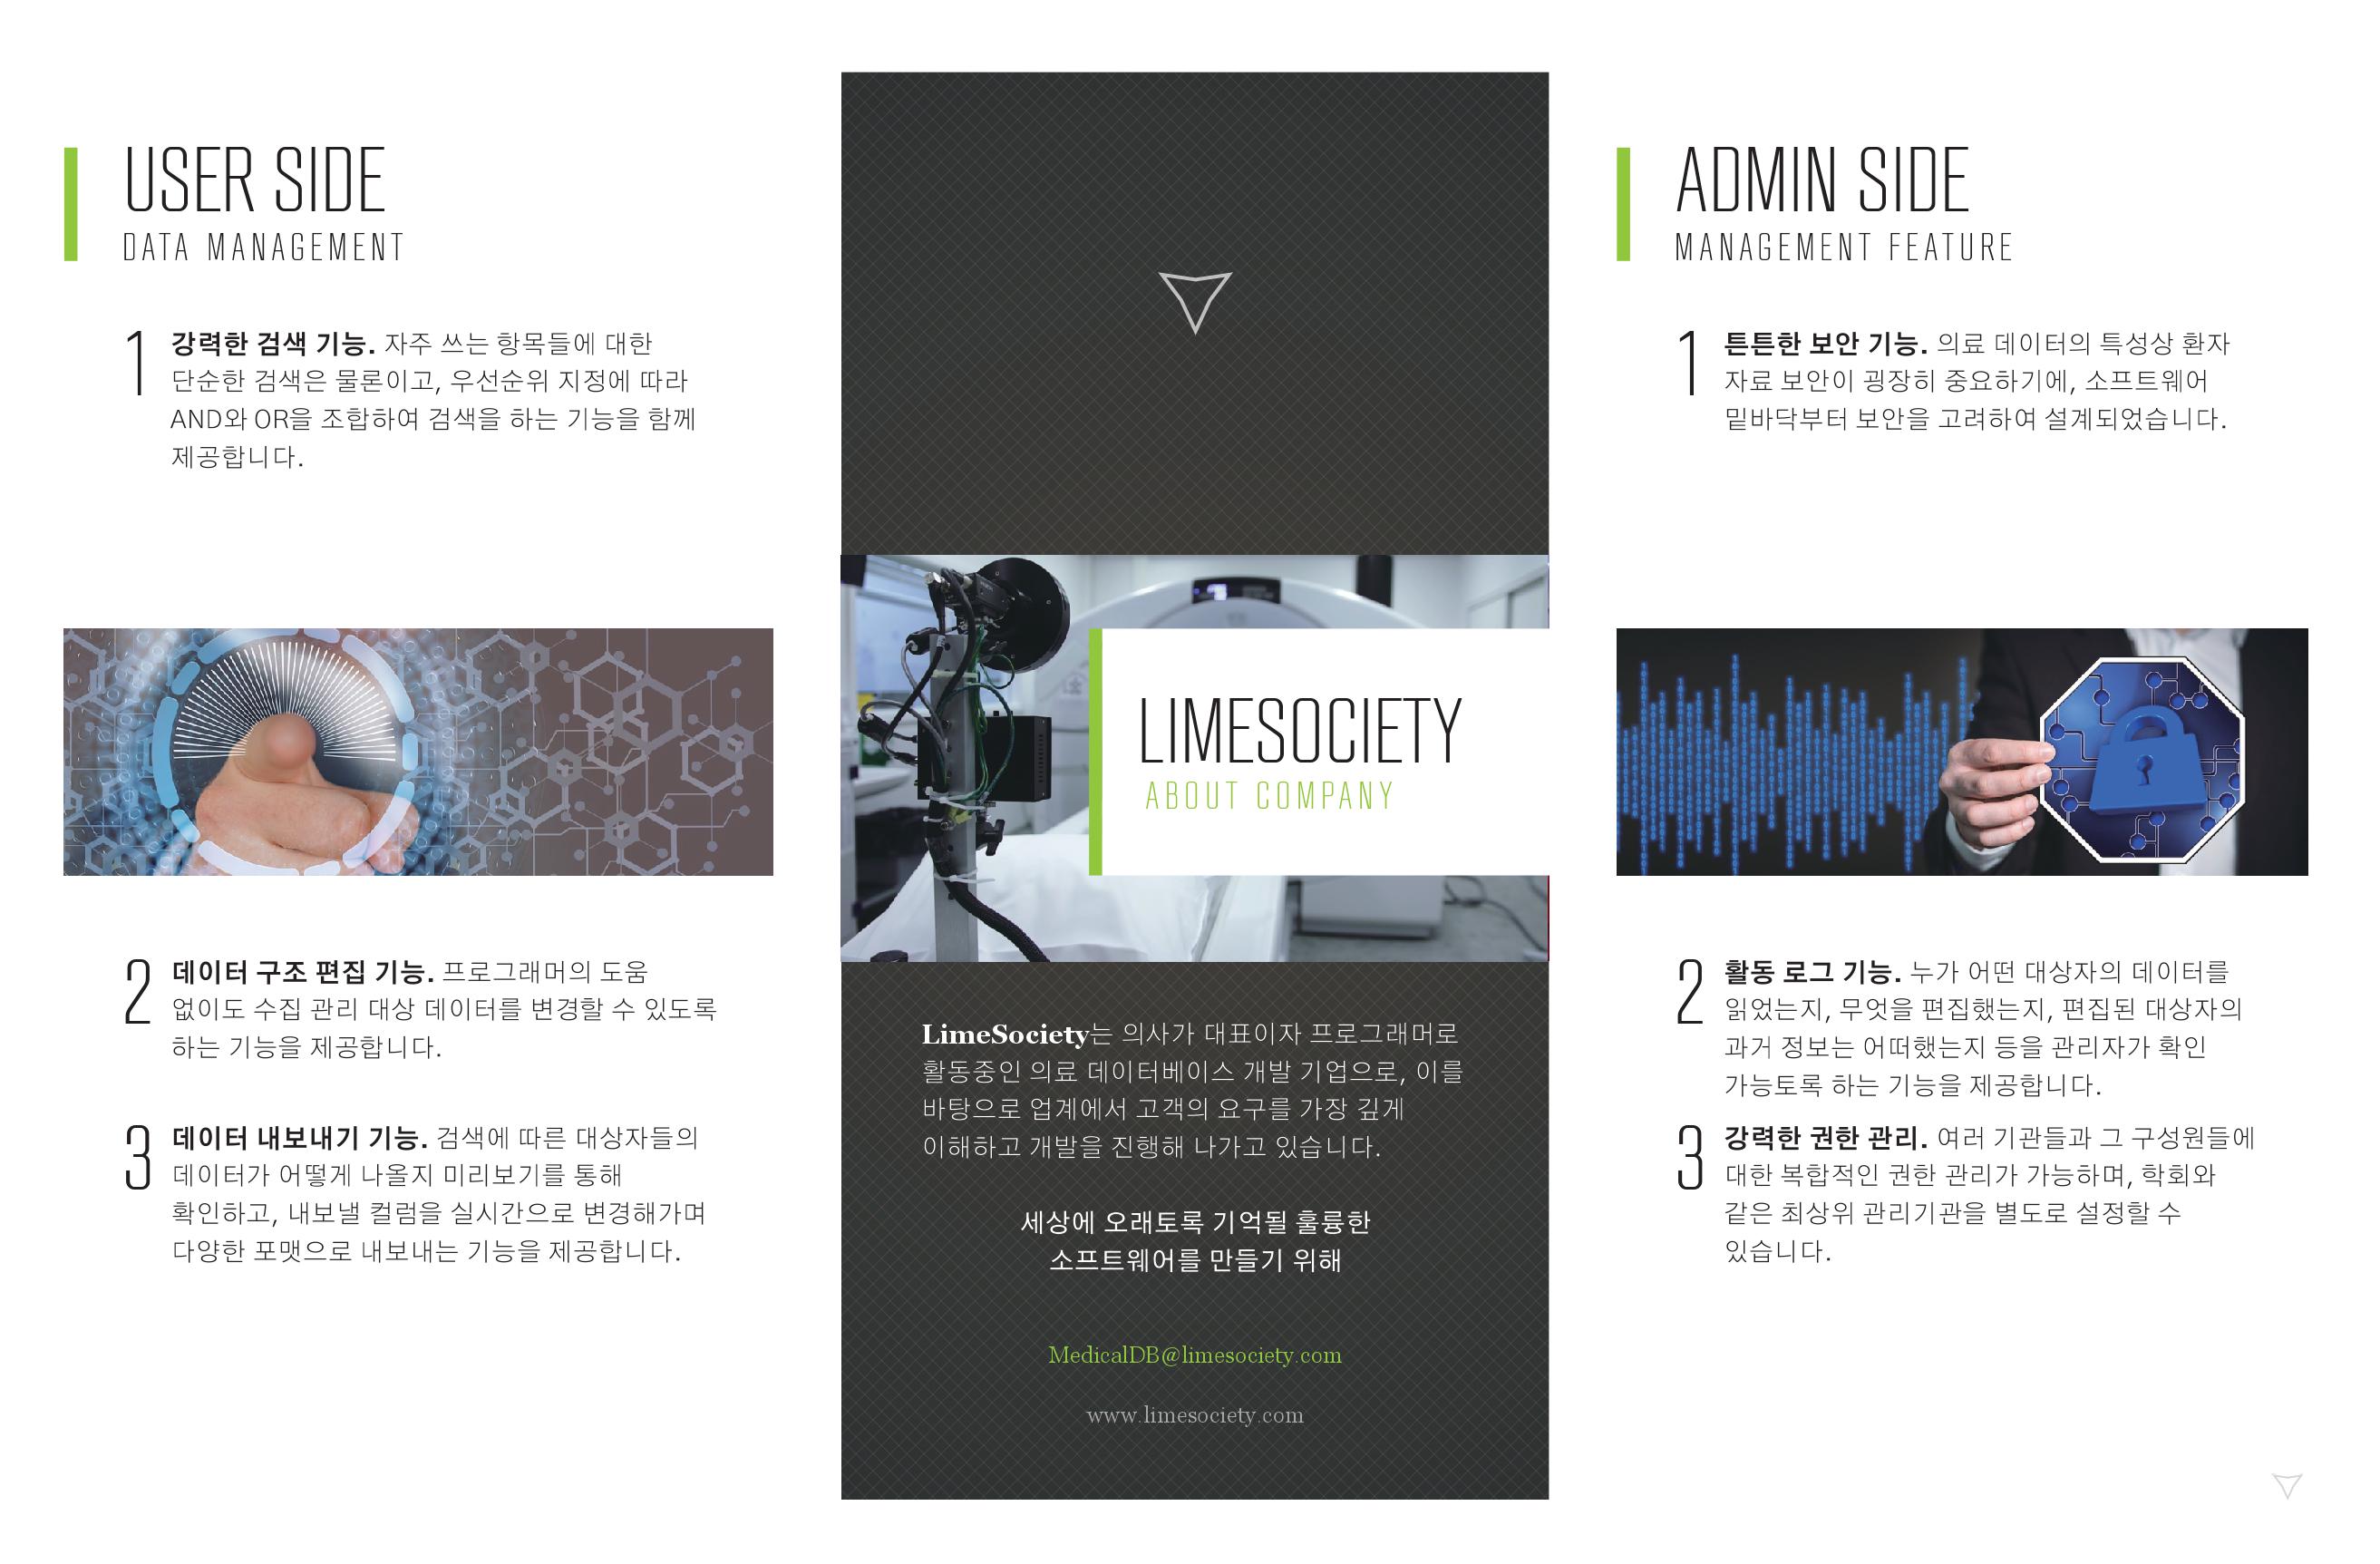 USER SIDE
DATA MANAGEMENT
1 강력한 검색 기능. 자주 쓰는 항목들에 대한
단순한 검색은 물론이고, 우선순위 지정에 따라
AND와 OR을 조합하여 검색을 하는 기능을 함께
제공합니다.
2 데이터 구조 편집 기능. 프로그래머의 도움
없이도 수집 관리 대상 데이터를 변경할 수 있도록
하는 기능을 제공합니다.
3 데이터 내보내기 기능. 검색에 따른 대상자들의
데이터가 어떻게 나올지 미리보기를 통해
확인하고, 내보낼 컬럼을 실시간으로 변경해가며
다양한 포맷으로 내보내는 기능을 제공합니다.
LIMESOCIETY
ABOUT COMPANY
LimeSociety는 의사가 대표이자 프로그래머로
활동중인 의료 데이터베이스 개발 기업으로, 이를
바탕으로 업계에서 고객의 요구를 가장 깊게
이해하고 개발을 진행해 나가고 있습니다.
세상에 오래토록 기억될 훌륭한
소프트웨어를 만들기 위해
MedicalDB@limesociety.com
www.limesociety.com
ADMIN SIDE
MANAGEMENT FEATURE
1 튼튼한 보안 기능. 의료 데이터의 특성상 환자
자료 보안이 굉장히 중요하기에, 소프트웨어
밑바닥부터 보안을 고려하여 설계되었습니다.
2 활동 로그 기능. 누가 어떤 대상자의 데이터를
읽었는지, 무엇을 편집했는지, 편집된 대상자의
과거 정보는 어떠했는지 등을 관리자가 확인
가능토록 하는 기능을 제공합니다.
3 강력한 권한 관리. 여러 기관들과 그 구성원들에
대한 복합적인 권한 관리가 가능하며, 학회와
같은 최상위 관리기관을 별도로 설정할 수
있습니다.